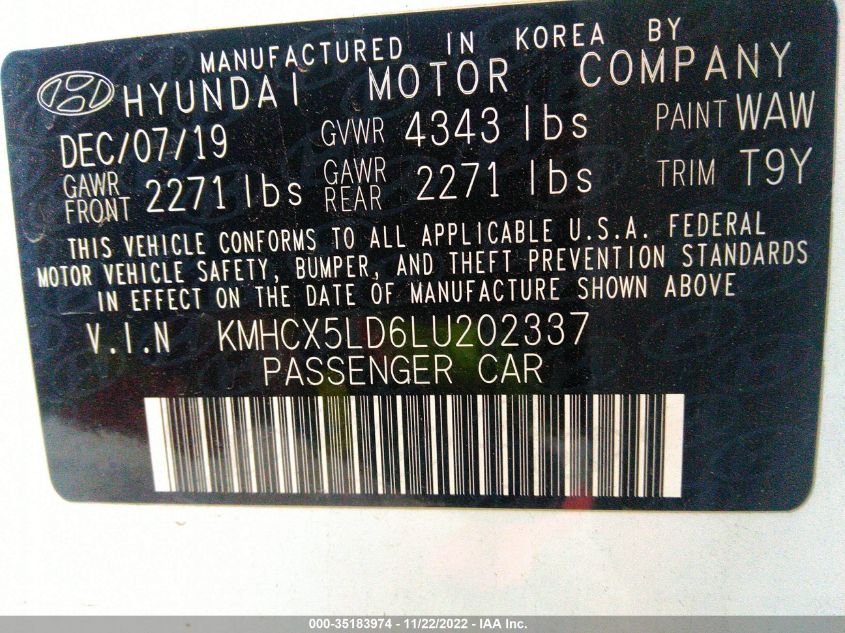 MANUFACTURED IN KOREA BY
HYUNDAI MOTOR COMPANY
DEC/07/19 GVWR 4343 lbs PAINT WAW
GAWR FRONT 2271 lbs GAWR REAR 2271 lbs TRIM T9Y
THIS VEHICLE CONFORMS TO ALL APPLICABLE U.S.A. FEDERAL
MOTOR VEHICLE SAFETY, BUMPER, AND THEFT PREVENTION STANDARDS
IN EFFECT ON THE DATE OF MANUFACTURE SHOWN ABOVE
V.I.N KMHCX5LD6LU202337
PASSENGER CAR
000-35183974 - 11/22/2022 - IAA Inc.